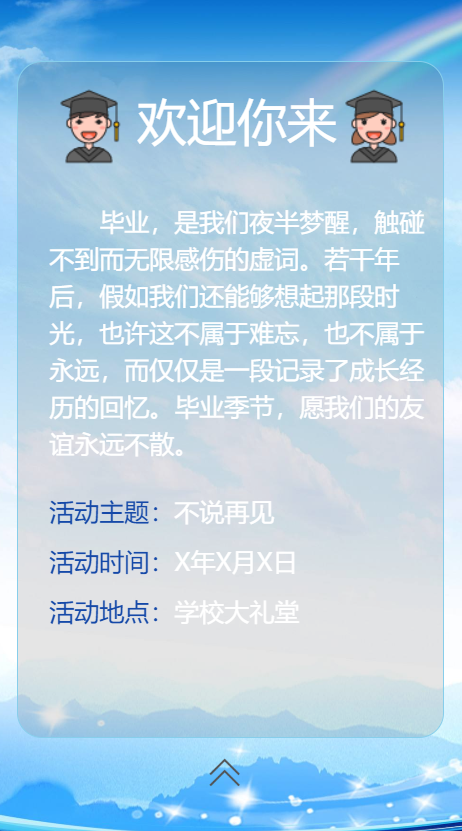 欢迎你来
毕业，是我们夜半梦醒，触碰
不到而无限感伤的虚词。若干年
后，假如我们还能够想起那段时
光，也许这不属于难忘，也不属于
永远，而仅仅是一段记录了成长经
历的回忆。毕业季节，愿我们的友
谊永远不散。
活动主题：不说再见
活动时间：X年X月X日
活动地点：学校大礼堂